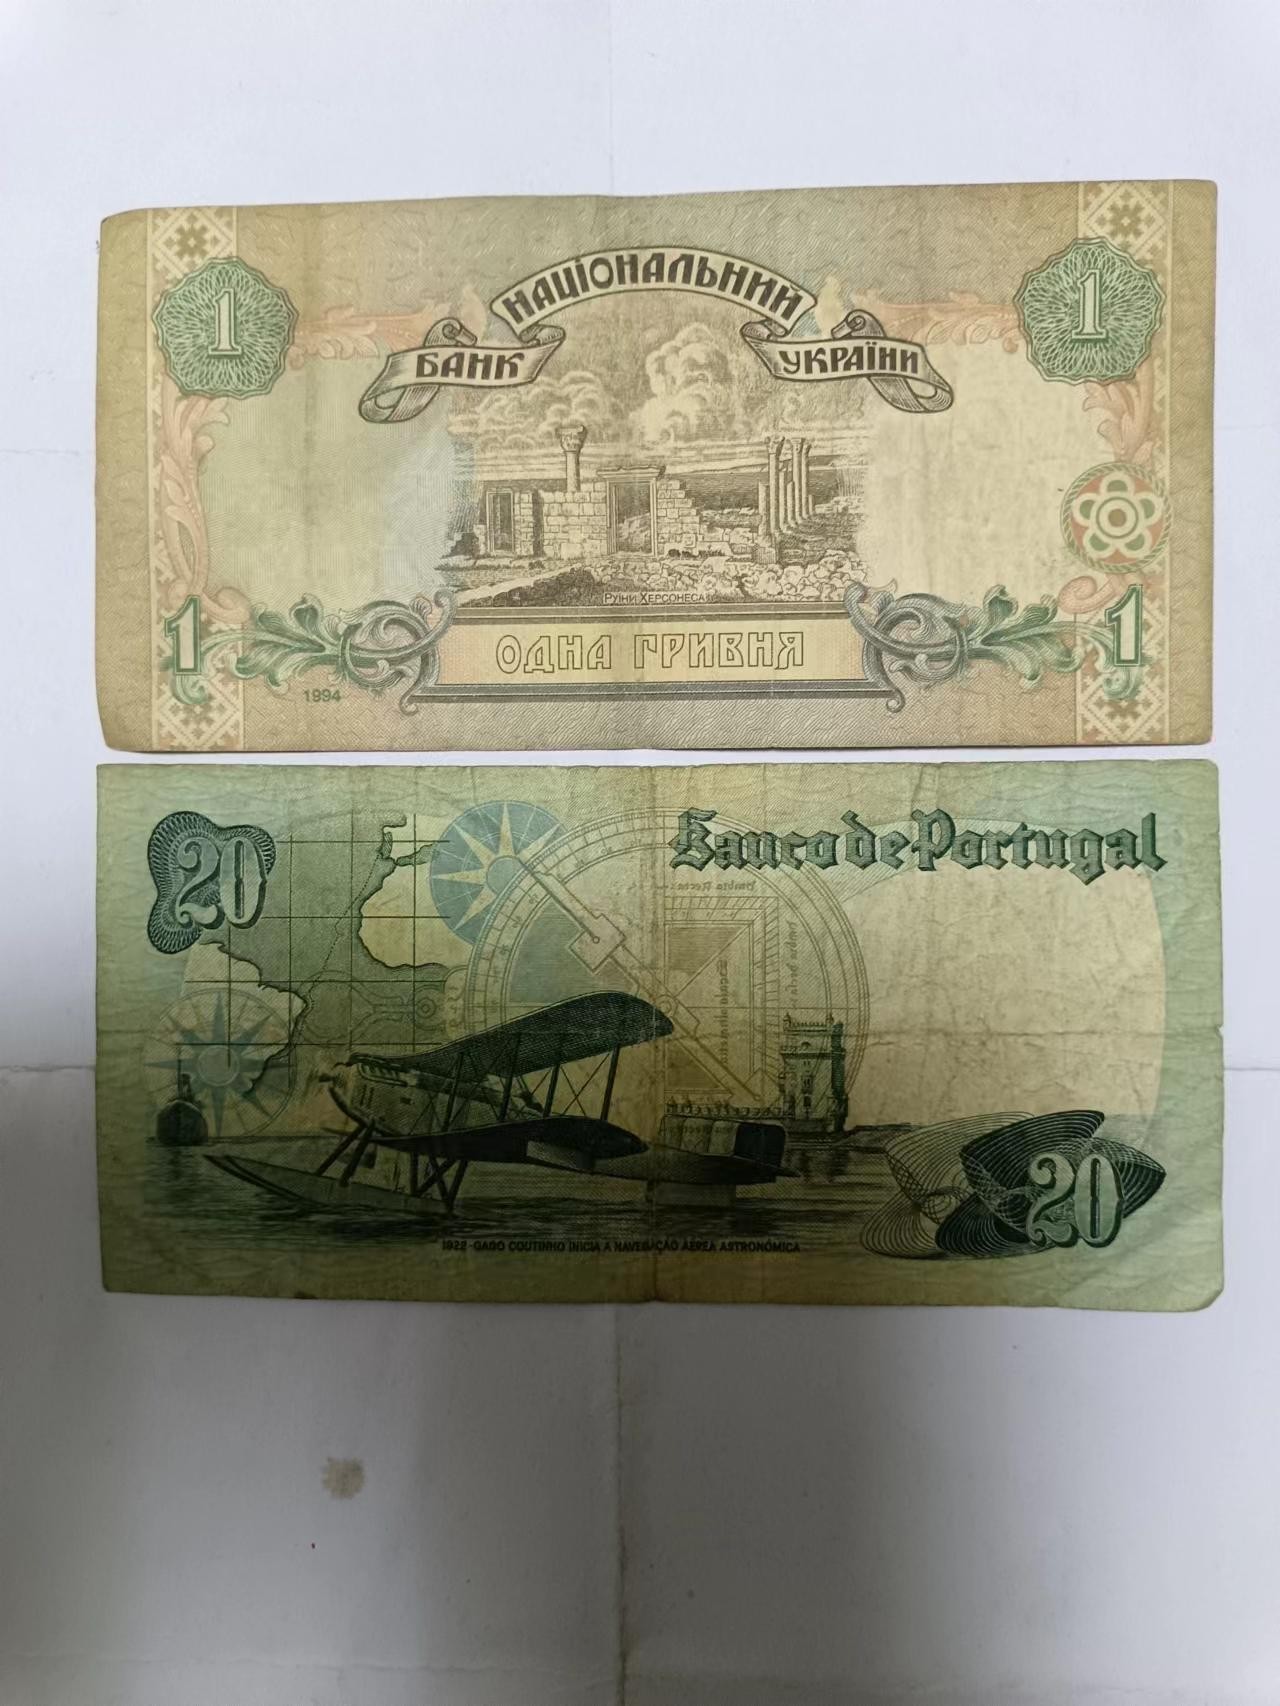 НАЦІОНАЛЬНИЙ
БАНК УКРАЇНИ
1 1
РУЇНИ ХЕРСОНЕСА
1 1
ОДНА ГРИВНЯ
1994
20 Banco de Portugal
20
1922-GAGO COUTINHO INICIA A NAVEGAÇÃO AÉREA ASTRONÓMICA